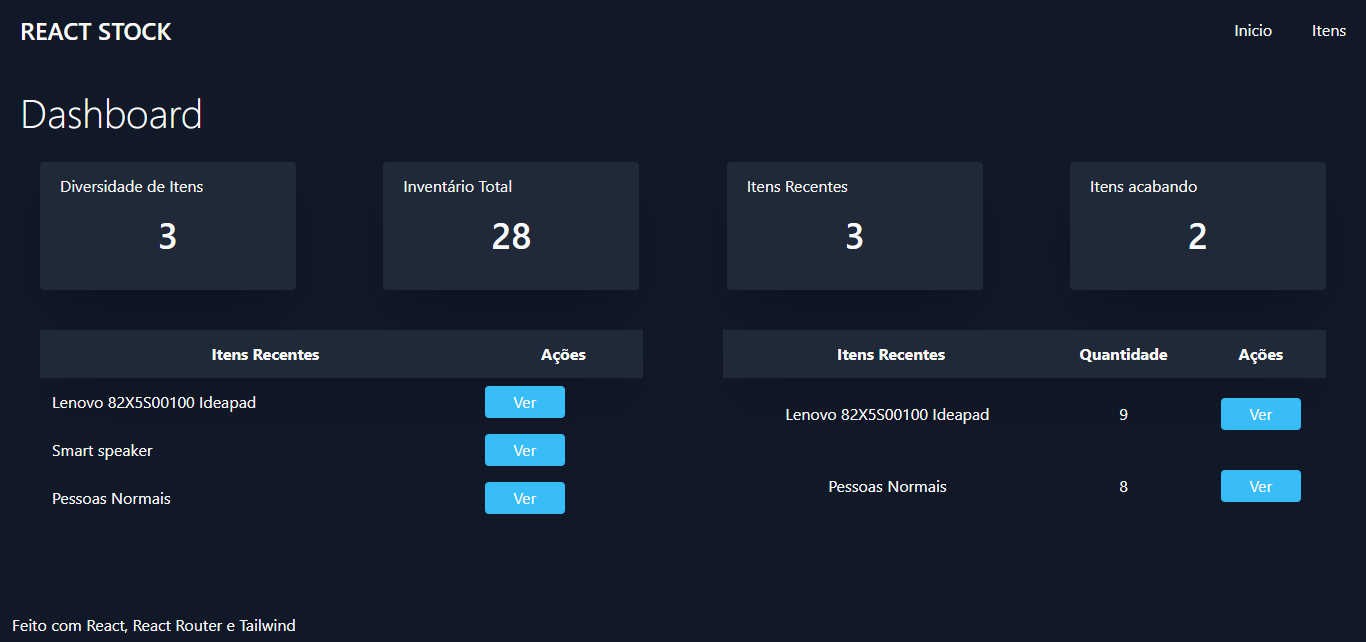 REACT STOCK
Inicio Itens
Dashboard
Diversidade de Itens
3
Inventário Total
28
Itens Recentes
3
Itens acabando
2
Itens Recentes Ações
Lenovo 82X5S00100 Ideapad Ver
Smart speaker Ver
Pessoas Normais Ver
Itens Recentes Quantidade Ações
Lenovo 82X5S00100 Ideapad 9 Ver
Pessoas Normais 8 Ver
Feito com React, React Router e Tailwind